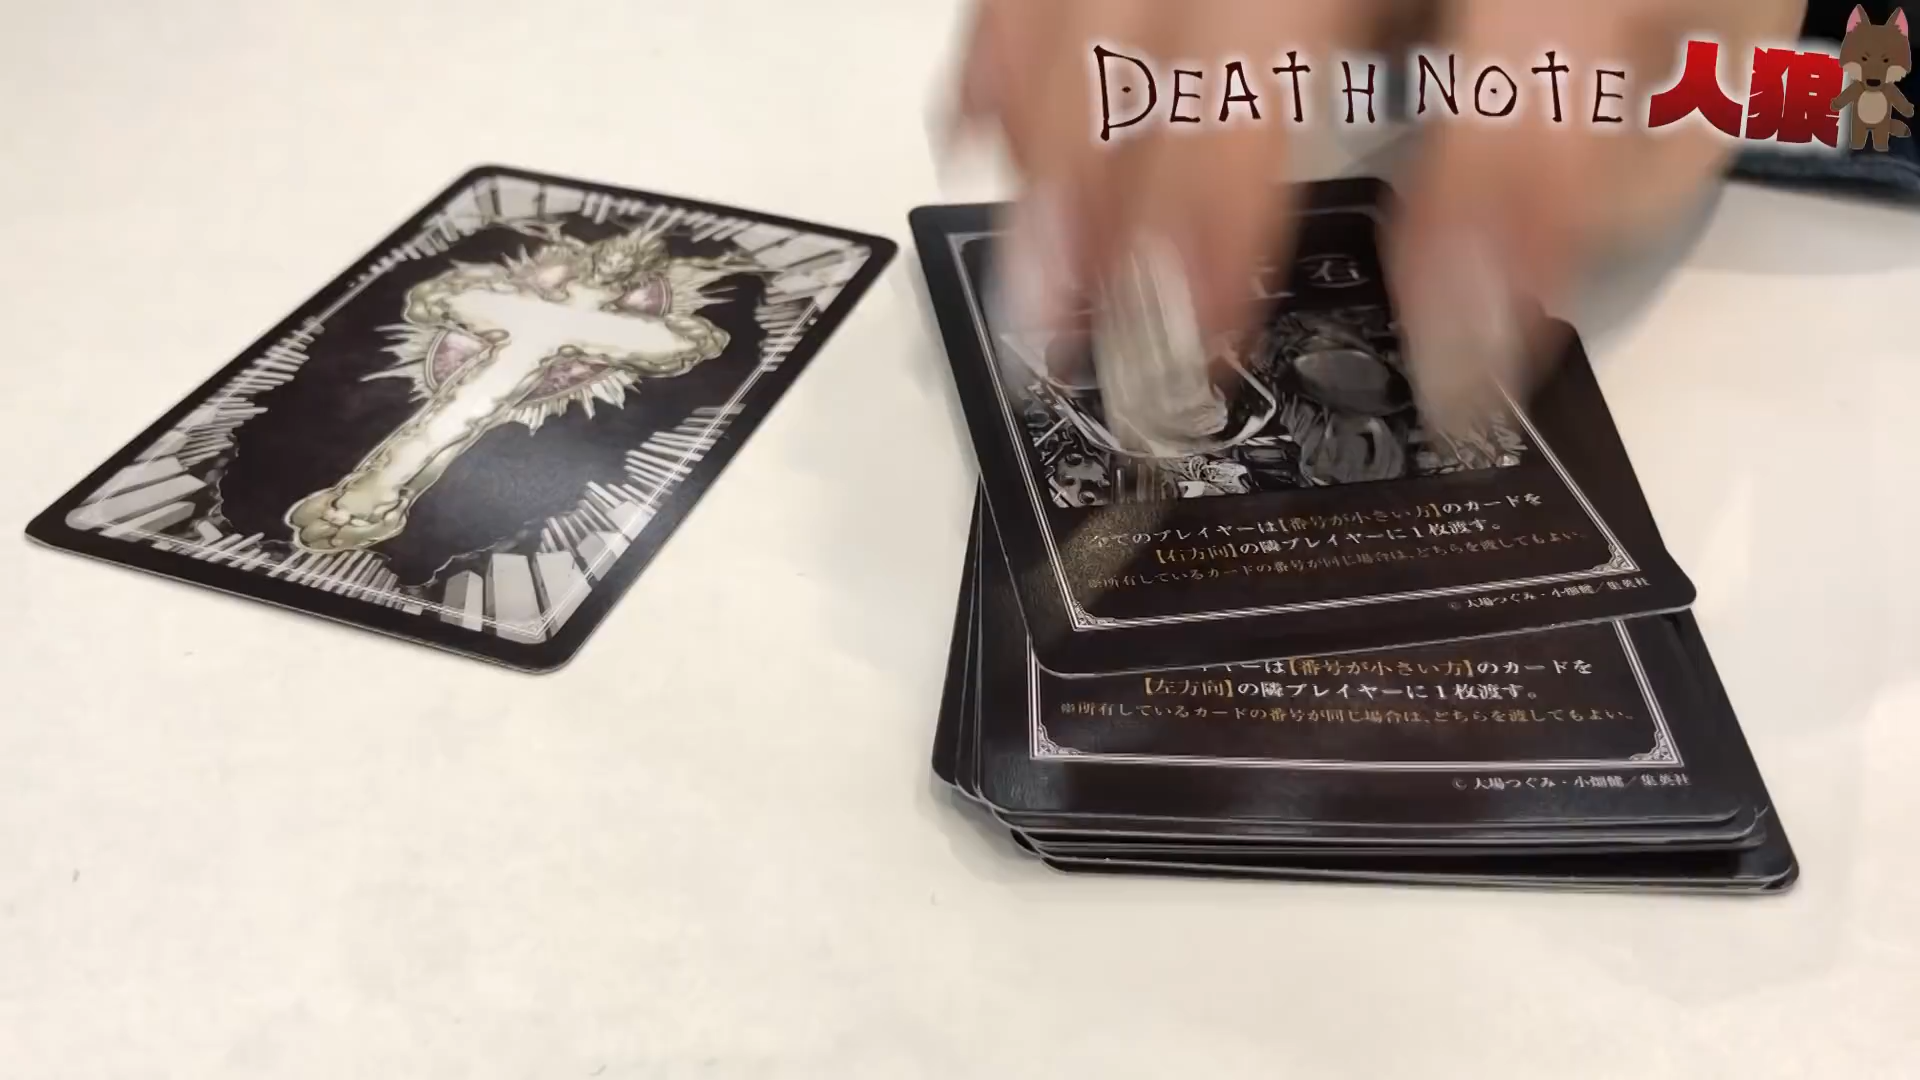 DEATH NOTE人狼
右
全てのプレイヤーは【番号が小さい方】のカードを
【右方向】の隣プレイヤーに1枚渡す。
※所有しているカードの番号が同じ場合は、どちらを渡してもよい。
© 大場つぐみ・小畑健／集英社
ーは【番号が小さい方】のカードを
【左方向】の隣プレイヤーに1枚渡す。
※所有しているカードの番号が同じ場合は、どちらを渡してもよい。
© 大場つぐみ・小畑健／集英社